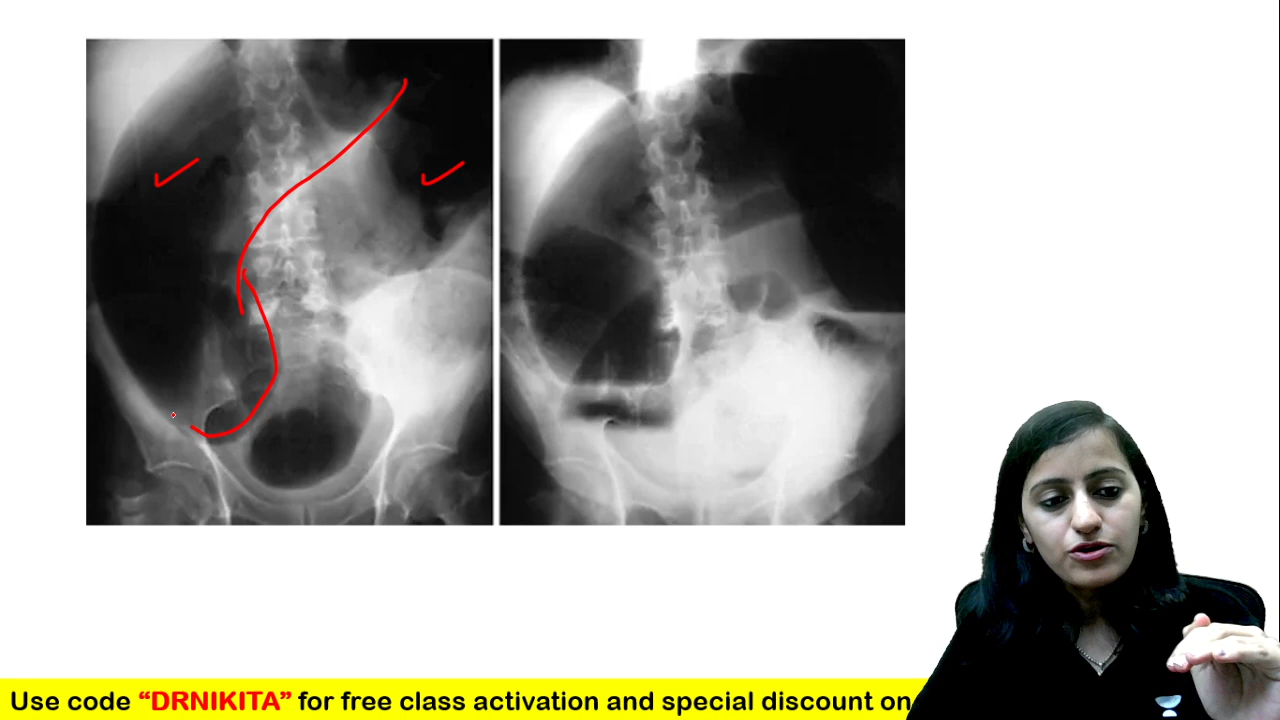 Use code “DRNIKITA” for free class activation and special discount on